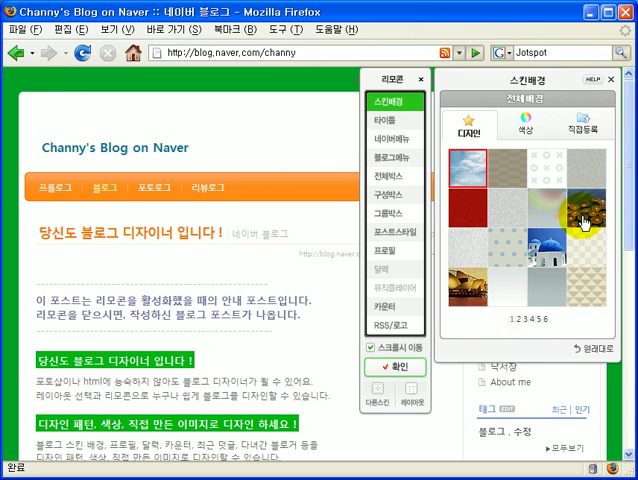 Channy's Blog on Naver :: 네이버 블로그 - Mozilla Firefox
파일 (F) 편집 (E) 보기 (V) 바로 가기 (S) 북마크 (B) 도구 (T) 도움말 (H)
http://blog.naver.com/channy
G Jotspot
Channy's Blog on Naver
프롤로그 블로그 포토로그 리뷰로그
당신도 블로그 디자이너 입니다 ! | 네이버 블로그
http://blog.naver.co
이 포스트는 리모콘을 활성화했을 때의 안내 포스트입니다.
리모콘을 닫으시면, 작성하신 블로그 포스트가 나옵니다.
당신도 블로그 디자이너 입니다 !
포토샵이나 html에 능숙하지 않아도 블로그 디자이너가 될 수 있어요.
레이아웃 선택과 리모콘으로 누구나 쉽게 블로그를 디자인할 수 있습니다.
디자인 패턴, 색상, 직접 만든 이미지로 디자인 하세요 !
블로그 스킨 배경, 프로필, 달력, 카운터, 최근 덧글, 다녀간 블로거 등을
디자인 패턴, 색상, 직접 만든 이미지로 디자인할 수 있습니다.
리모콘 ×
스킨배경
타이틀
네이버메뉴
블로그메뉴
전체박스
구성박스
그룹박스
포스트스타일
프로필
달력
뮤직플레이어
카운터
RSS/로고
스크롤시 이동
확인
다른스킨 레이아웃
스킨배경 HELP ×
전체배경
디자인 색상 직접등록
1 2 3 4 5 6
원래대로
낙서장
About me
태그 EDIT 최근 | 인기
블로그 , 수정
▶모두보기
완료